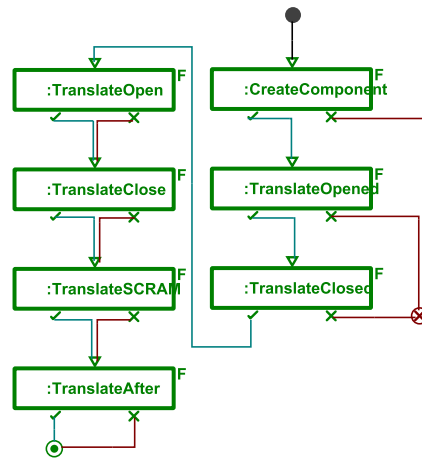 F
:TranslateOpen
F
:CreateComponent
F
:TranslateClose
F
:TranslateOpened
F
:TranslateSCRAM
F
:TranslateClosed
F
:TranslateAfter